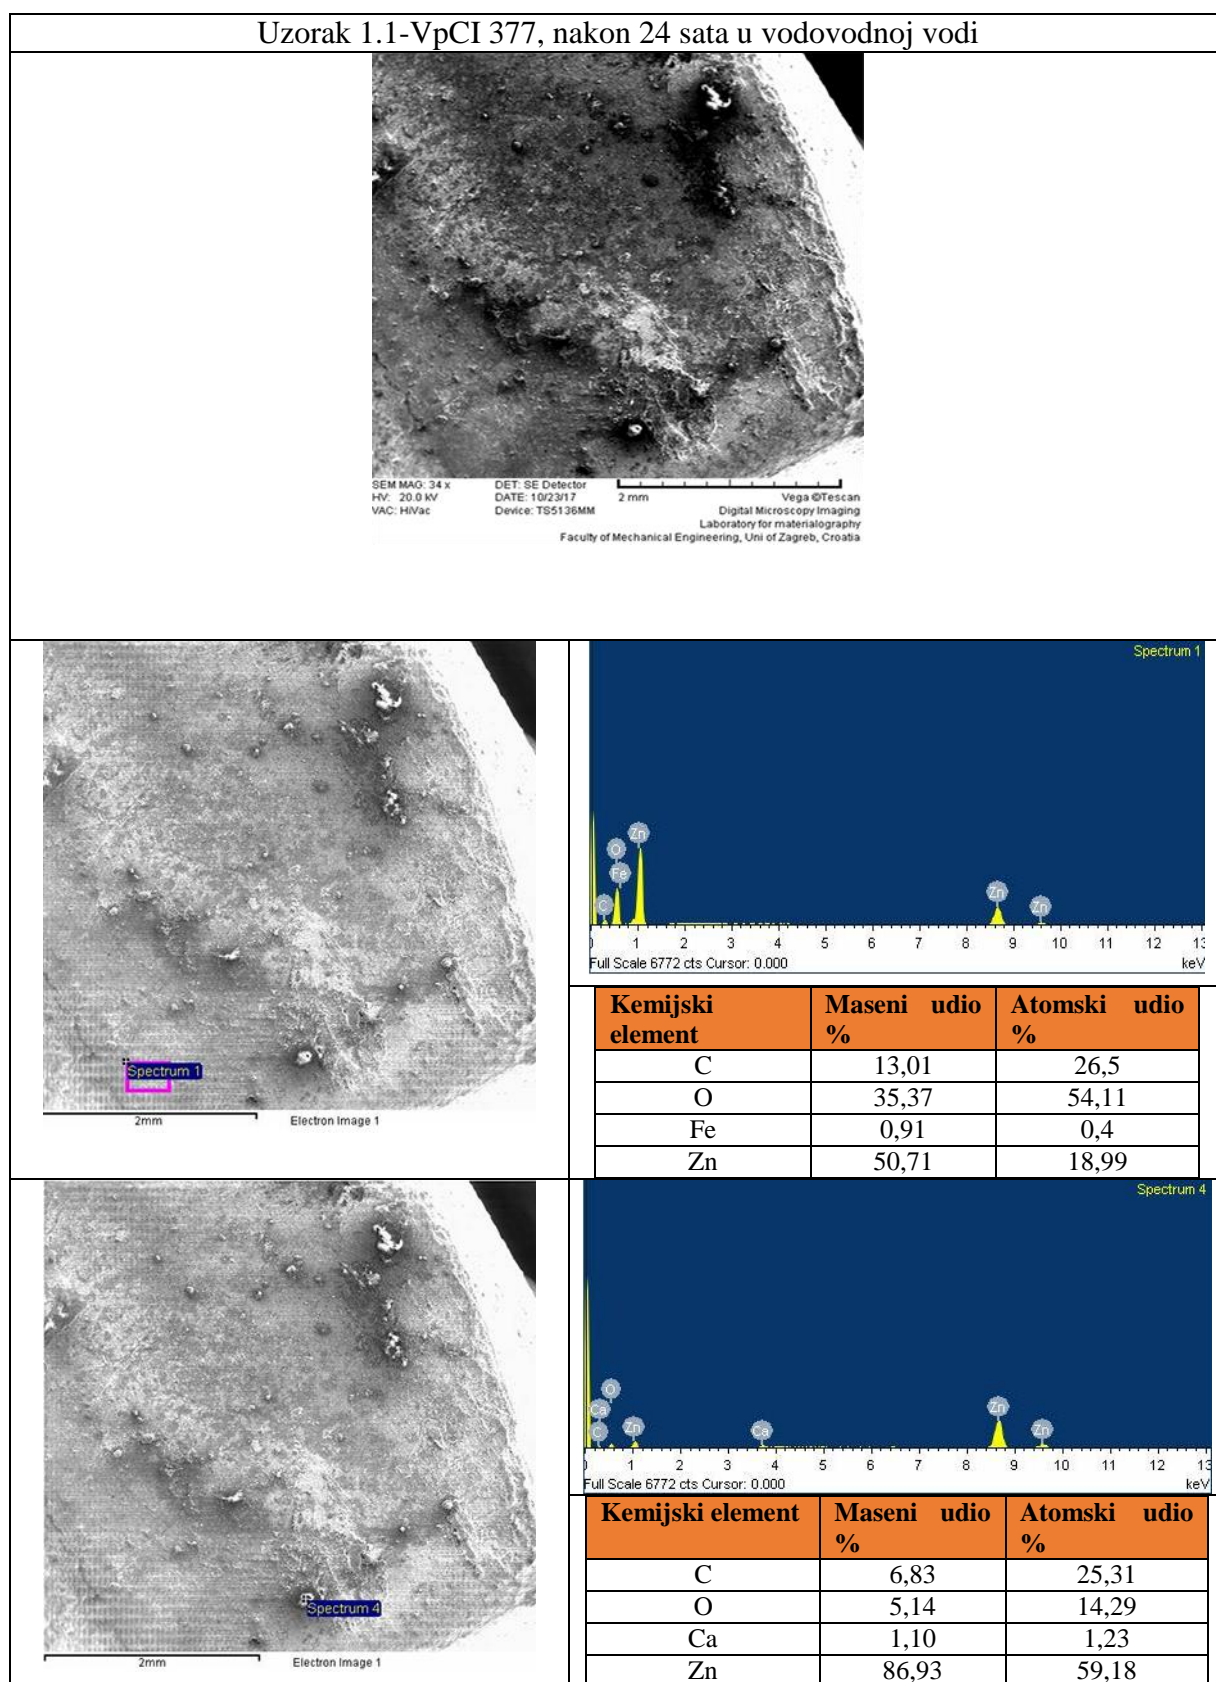 Uzorak 1.1-VpCI 377, nakon 24 sata u vodovodnoj vodi
SEM MAG: 34 x DET: SE Detector
HV: 20.0 kV DATE: 10/23/17 2 mm Vega ©Tescan
VAC: HiVac Device: TS5136MM Digital Microscopy Imaging
Laboratory for materialography
Faculty of Mechanical Engineering, Uni of Zagreb, Croatia
Spectrum 1
2mm Electron Image 1
Spectrum 1
O Zn
Fe
C Zn Zn
1 2 3 4 5 6 7 8 9 10 11 12 13
Full Scale 6772 cts Cursor: 0.000 keV
Kemijski element Maseni udio % Atomski udio %
C 13,01 26,5
O 35,37 54,11
Fe 0,91 0,4
Zn 50,71 18,99
Spectrum 4
2mm Electron Image 1
Spectrum 4
O
Ca Zn
C Zn Ca Zn
1 2 3 4 5 6 7 8 9 10 11 12 13
Full Scale 6772 cts Cursor: 0.000 keV
Kemijski element Maseni udio % Atomski udio %
C 6,83 25,31
O 5,14 14,29
Ca 1,10 1,23
Zn 86,93 59,18